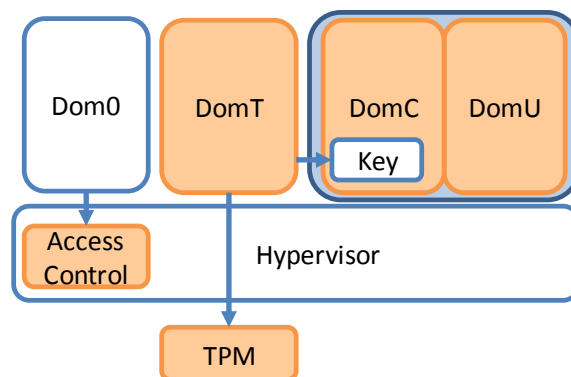 Dom0
DomT
DomC
DomU
Key
Access
Control
Hypervisor
TPM